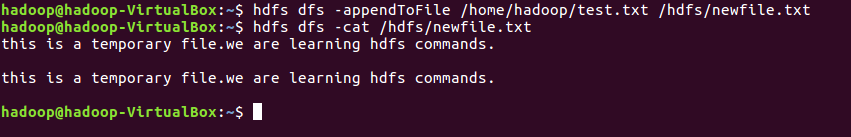 hadoop@hadoop-VirtualBox:~$ hdfs dfs -appendToFile /home/hadoop/test.txt /hdfs/newfile.txt
hadoop@hadoop-VirtualBox:~$ hdfs dfs -cat /hdfs/newfile.txt
this is a temporary file.we are learning hdfs commands.
this is a temporary file.we are learning hdfs commands.
hadoop@hadoop-VirtualBox:~$